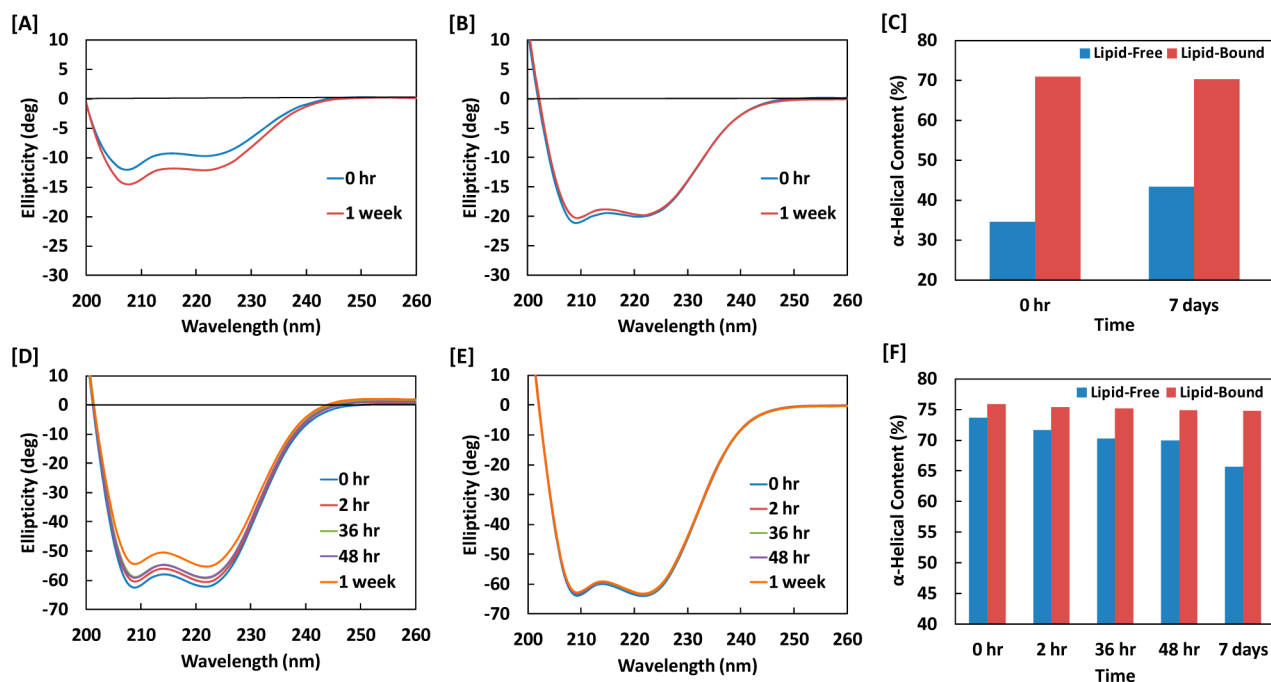 [A]
10
5
0
-5
-10
-15
-20
-25
-30
Ellipticity (deg)
200 210 220 230 240 250 260
Wavelength (nm)
0 hr
1 week
[B]
10
5
0
-5
-10
-15
-20
-25
-30
Ellipticity (deg)
200 210 220 230 240 250 260
Wavelength (nm)
0 hr
1 week
[C]
80
70
60
50
40
30
20
α-Helical Content (%)
Lipid-Free Lipid-Bound
0 hr 7 days
Time
[D]
10
0
-10
-20
-30
-40
-50
-60
-70
Ellipticity (deg)
200 210 220 230 240 250 260
Wavelength (nm)
0 hr
2 hr
36 hr
48 hr
1 week
[E]
10
0
-10
-20
-30
-40
-50
-60
-70
Ellipticity (deg)
200 210 220 230 240 250 260
Wavelength (nm)
0 hr
2 hr
36 hr
48 hr
1 week
[F]
80
75
70
65
60
55
50
45
40
α-Helical Content (%)
Lipid-Free Lipid-Bound
0 hr 2 hr 36 hr 48 hr 7 days
Time